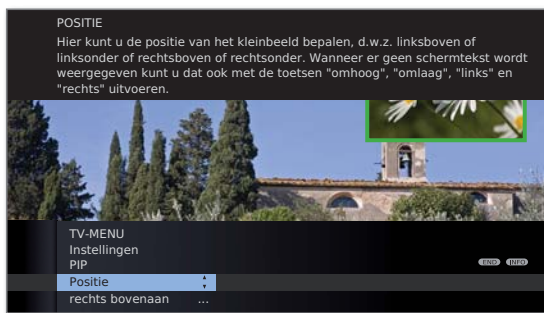 POSITIE
Hier kunt u de positie van het kleinbeeld bepalen, d.w.z. linksboven of
linksonder of rechtsboven of rechtsonder. Wanneer er geen schermtekst wordt
weergegeven kunt u dat ook met de toetsen "omhoog", "omlaag", "links" en
"rechts" uitvoeren.
TV-MENU
Instellingen
PIP
END INFO
Positie
rechts bovenaan ...